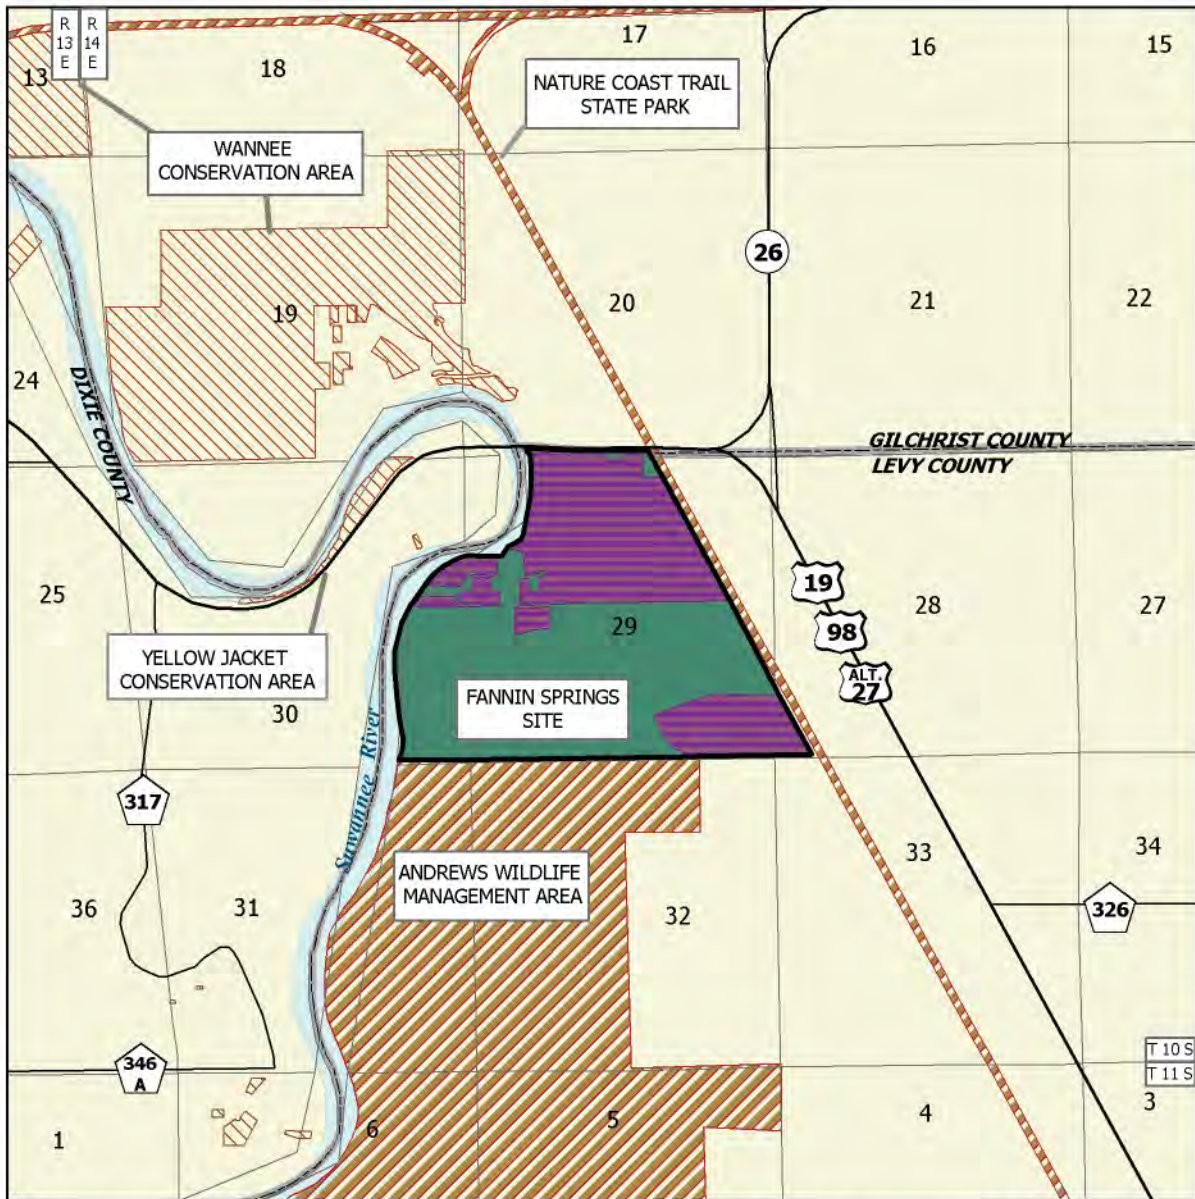 R
13
E
R
14
E
17
16
15
13
18
NATURE COAST TRAIL
STATE PARK
WANNEE
CONSERVATION AREA
26
19
20
21
22
24
DIXIE COUNTY
GILCHRIST COUNTY
LEVY COUNTY
25
19
98
ALT.
27
29
28
27
YELLOW JACKET
CONSERVATION AREA
30
FANNIN SPRINGS
SITE
Suwannee River
317
ANDREWS WILDLIFE
MANAGEMENT AREA
36
31
32
33
34
326
346
A
T 10 S
T 11 S
1
6
5
4
3